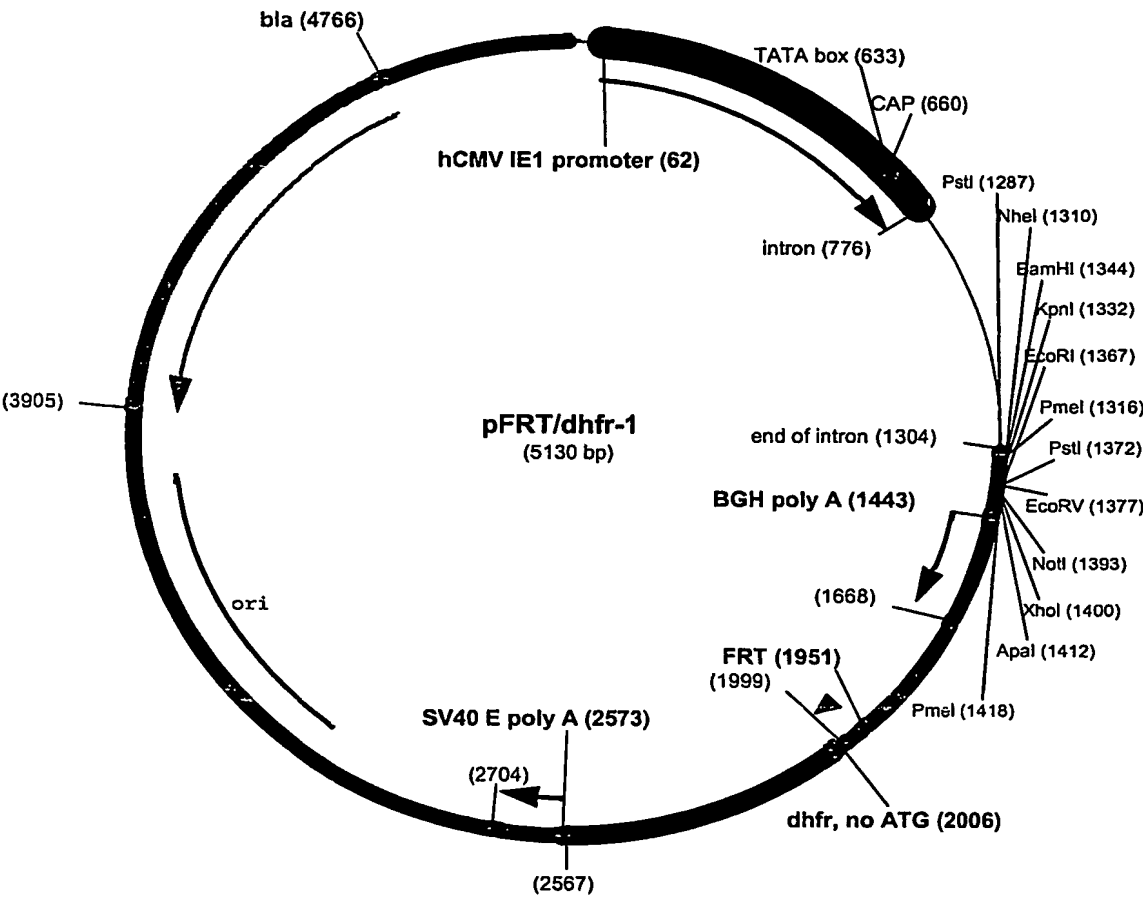 bla (4766)
TATA box (633)
CAP (660)
hCMV IE1 promoter (62)
PstI (1287)
NheI (1310)
intron (776)
BamHI (1344)
KpnI (1332)
EcoRI (1367)
(3905)
PmeI (1316)
pFRT/dhfr-1
(5130 bp)
end of intron (1304)
PstI (1372)
BGH poly A (1443)
EcoRV (1377)
NotI (1393)
(1668)
ori
XhoI (1400)
ApaI (1412)
FRT (1951)
(1999)
PmeI (1418)
SV40 E poly A (2573)
(2704)
dhfr, no ATG (2006)
(2567)